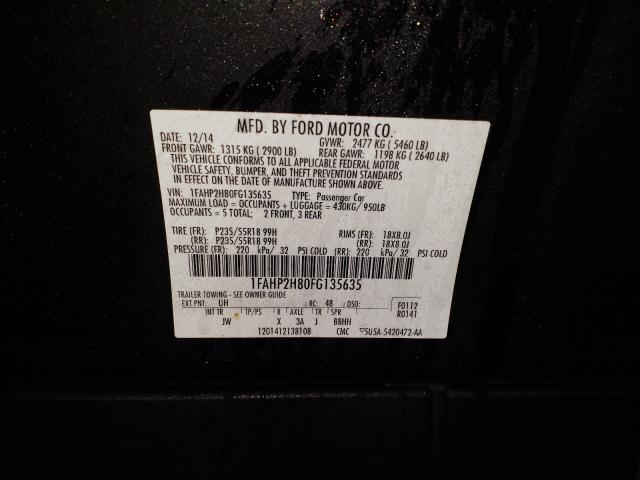 MFD. BY FORD MOTOR CO.
12/14 GVWR: 2477 KG ( 5460 LB)
FRONT GAWR: 1315 KG ( 2900 LB) REAR GAWR: 1198 KG ( 2640 LB)
THIS VEHICLE CONFORMS TO ALL APPLICABLE FEDERAL MOTOR
VEHICLE SAFETY, BUMPER, AND THEFT PREVENTION STANDARDS
IN EFFECT ON THE DATE OF MANUFACTURE SHOWN ABOVE.
VIN: 1FAHP2H80FG135635 TYPE: Passenger Car
MAXIMUM LOAD = OCCUPANTS + LUGGAGE = 430KG/ 950LB
OCCUPANTS = 5 TOTAL: 2 FRONT, 3 REAR
TIRE (FR): P235/55R18 99H RIMS (FR): 18X8.0J
(RR): P235/55R18 99H (RR): 18X8.0J
PRESSURE (FR): 220 kPa/ 32 PSI COLD (RR): 220 kPa/ 32 PSI COLD
1FAHP2H80FG135635
TRAILER TOWING - SEE OWNER GUIDE
EXT PNT: UH RC: 48 DSO: F0112
INT TR TP/PS R AXLE TR SPR R0141
JW X 3A J BBHH
1201412138108 CMC 5U5A-5420472-AA